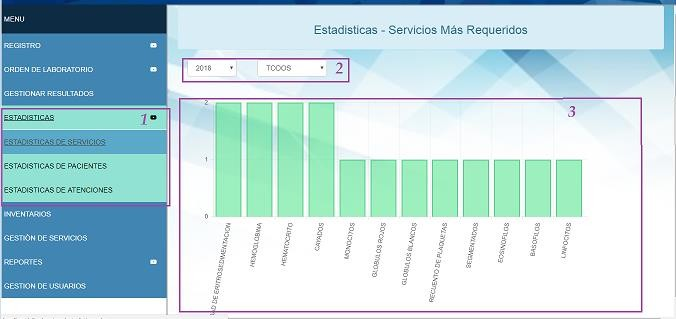 MENU
REGISTRO
ORDEN DE LABORATORIO
GESTIONAR RESULTADOS
ESTADISTICAS
1
ESTADISTICAS DE SERVICIOS
ESTADISTICAS DE PACIENTES
ESTADISTICAS DE ATENCIONES
INVENTARIOS
GESTIÓN DE SERVICIOS
REPORTES
GESTION DE USUARIOS
Estadisticas - Servicios Más Requeridos
2018 TODOS 2
3
2
1
0
AD DE ERITROSEDIMENTACION
HEMOGLOBINA
HEMATOCRITO
CAYADOS
MONOCITOS
GLOBULOS ROJOS
GLOBULOS BLANCOS
RECUENTO DE PLAQUETAS
SEGMENTADOS
EOSINOFILOS
BASOFILOS
LINFOCITOS